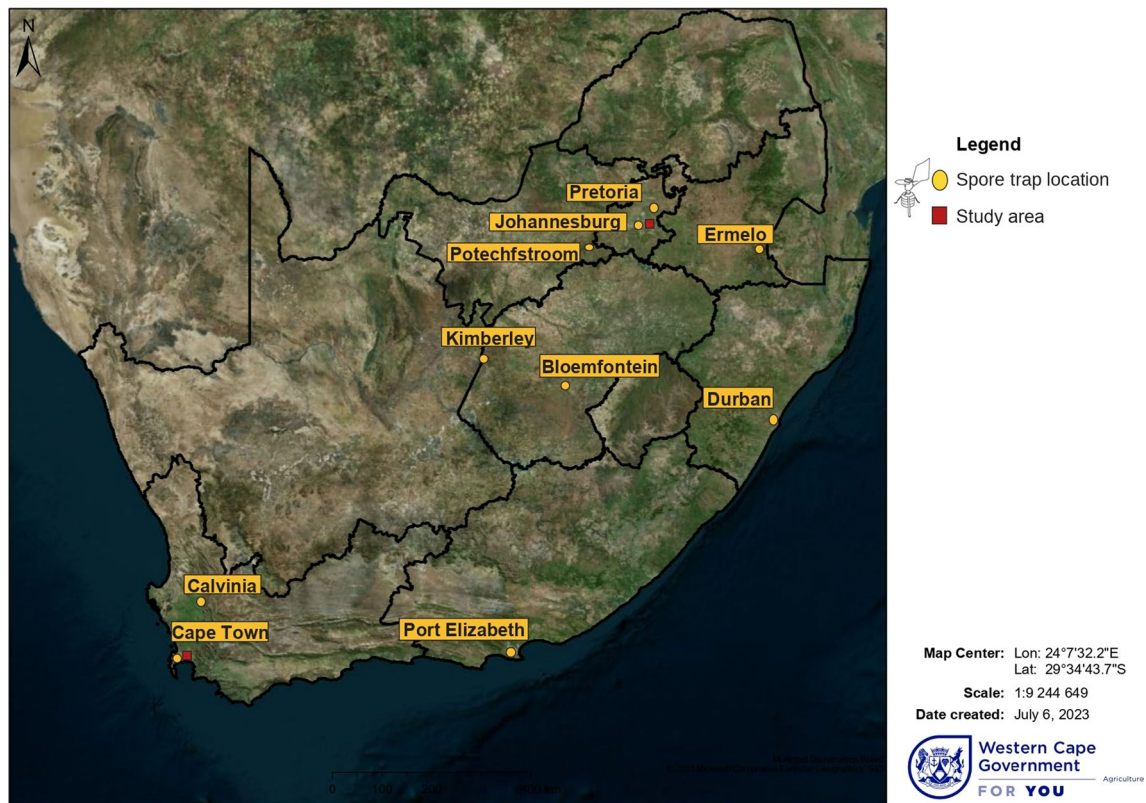 N
Pretoria
Johannesburg
Potechfstroom
Ermelo
Kimberley
Bloemfontein
Durban
Calvinia
Cape Town
Port Elizabeth
0 100 200 400 km
Legend
Spore trap location
Study area
Map Center: Lon: 24°7'32.2"E
Lat: 29°34'43.7"S
Scale: 1:9 244 649
Date created: July 6, 2023
Western Cape
Government
Agriculture
FOR YOU